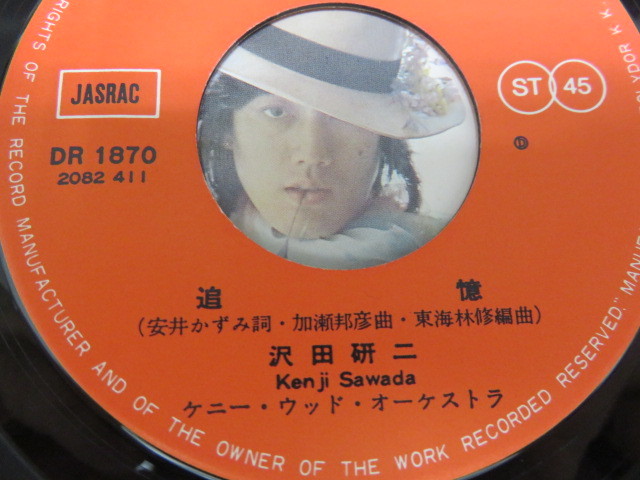 RIGHTS OF THE RECORD MANUFACTURER AND OF THE OWNER OF THE WORK RECORDED RESERVED."
JASRAC
ST 45
DR 1870
2082 411
追憶
(安井かずみ詞・加瀬邦彦曲・東海林修編曲)
沢田研二
Kenji Sawada
ケニー・ウッド・オーケストラ